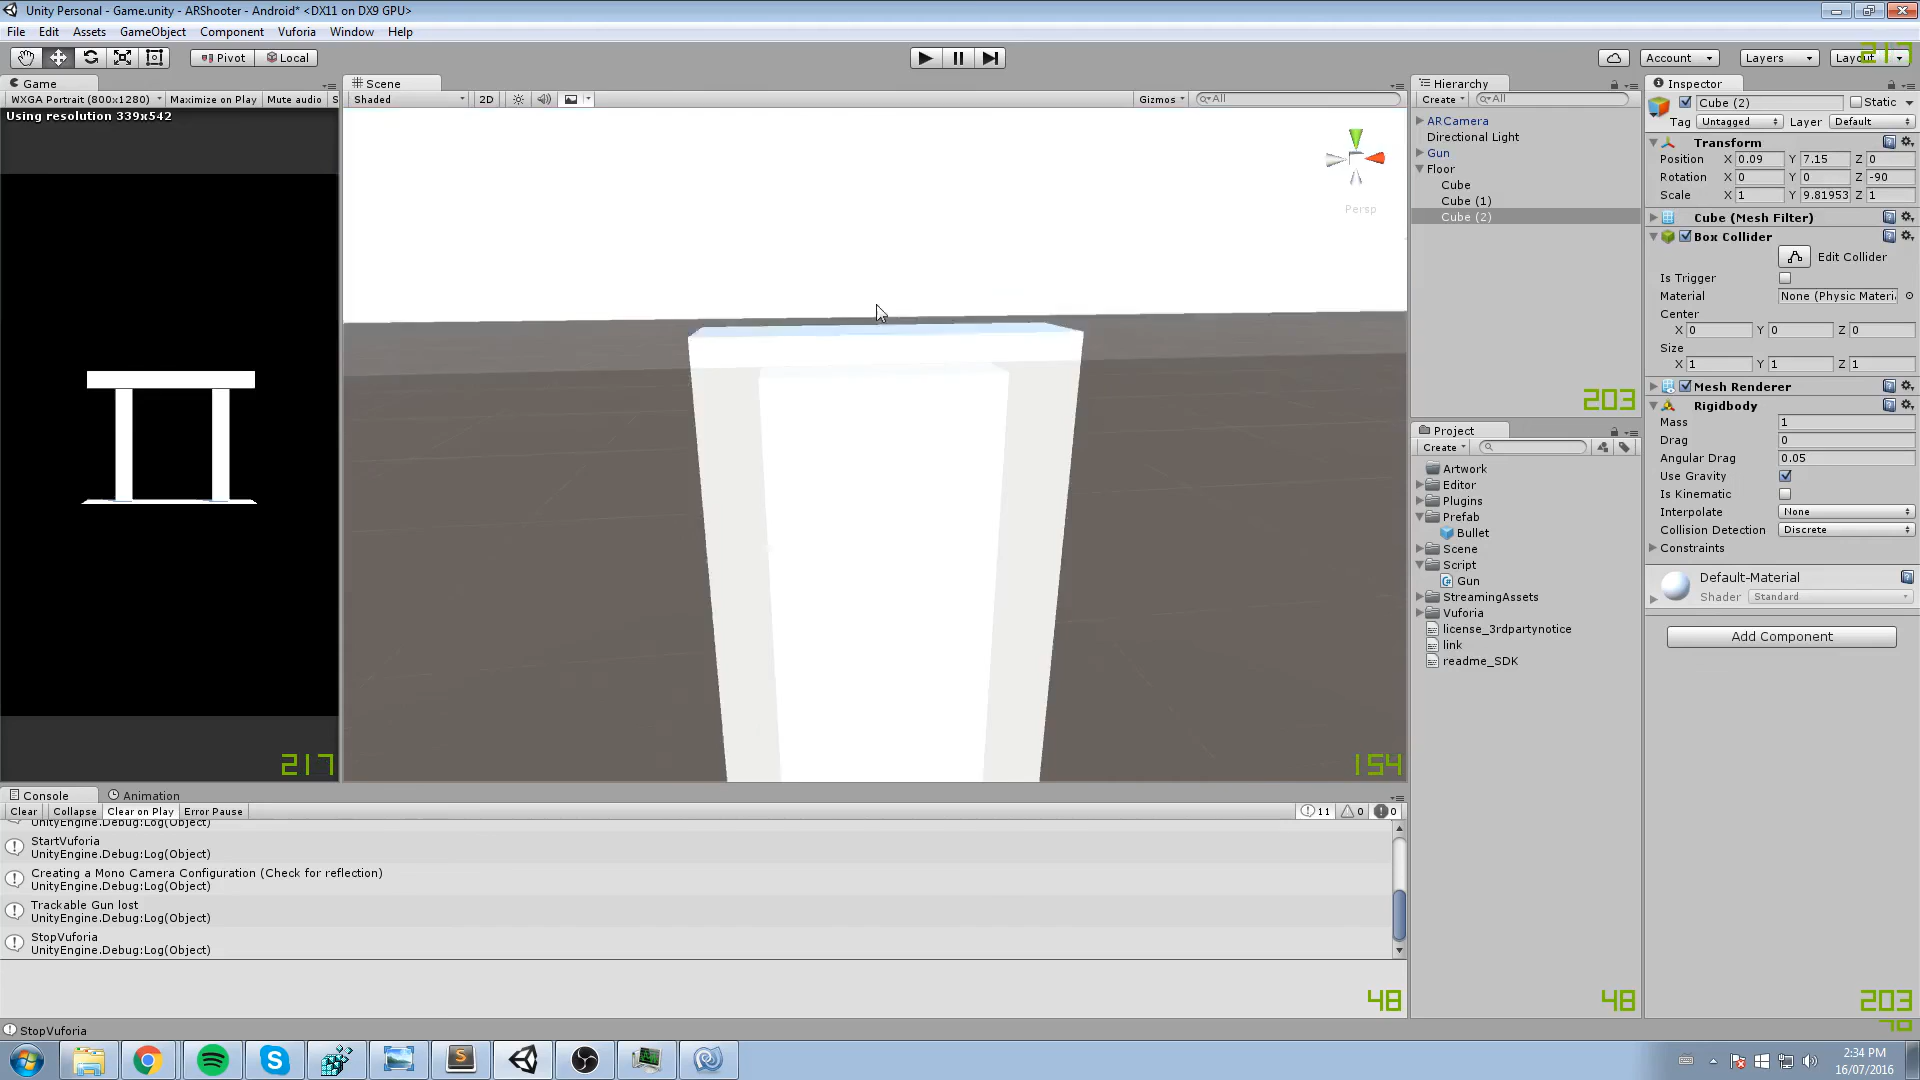 Unity Personal - Game.unity - ARShooter - Android* <DX11 on DX9 GPU>
File Edit Assets GameObject Component Vuforia Window Help
Pivot Local Account Layers
217
Game
WXGA Portrait (800x1280) Maximize on Play Mute audio S
Using resolution 339x542
217
Scene
Shaded 2D Gizmos All
Persp
154
Hierarchy
Create All
ARCamera
Directional Light
Gun
Floor
Cube
Cube (1)
Cube (2)
203
Project
Create
Artwork
Editor
Plugins
Prefab
Bullet
Scene
Script
Gun
StreamingAssets
Vuforia
license_3rdpartynotice
link
readme_SDK
48
Inspector
Cube (2) Static
Tag Untagged Layer Default
Transform
Position X 0.09 Y 7.15 Z 0
Rotation X 0 Y 0 Z -90
Scale X 1 Y 9.81953 Z 1
Cube (Mesh Filter)
Box Collider
Edit Collider
Is Trigger
Material None (Physic Materi
Center
X 0 Y 0 Z 0
Size
X 1 Y 1 Z 1
Mesh Renderer
Rigidbody
Mass 1
Drag 0
Angular Drag 0.05
Use Gravity
Is Kinematic
Interpolate None
Collision Detection Discrete
Constraints
Default-Material
Shader Standard
Add Component
203
Console Animation
Clear Collapse Clear on Play Error Pause 11 0 0
UnityEngine.Debug:Log(Object)
StartVuforia
UnityEngine.Debug:Log(Object)
Creating a Mono Camera Configuration (Check for reflection)
UnityEngine.Debug:Log(Object)
Trackable Gun lost
UnityEngine.Debug:Log(Object)
StopVuforia
UnityEngine.Debug:Log(Object)
48
StopVuforia
2:34 PM
16/07/2016